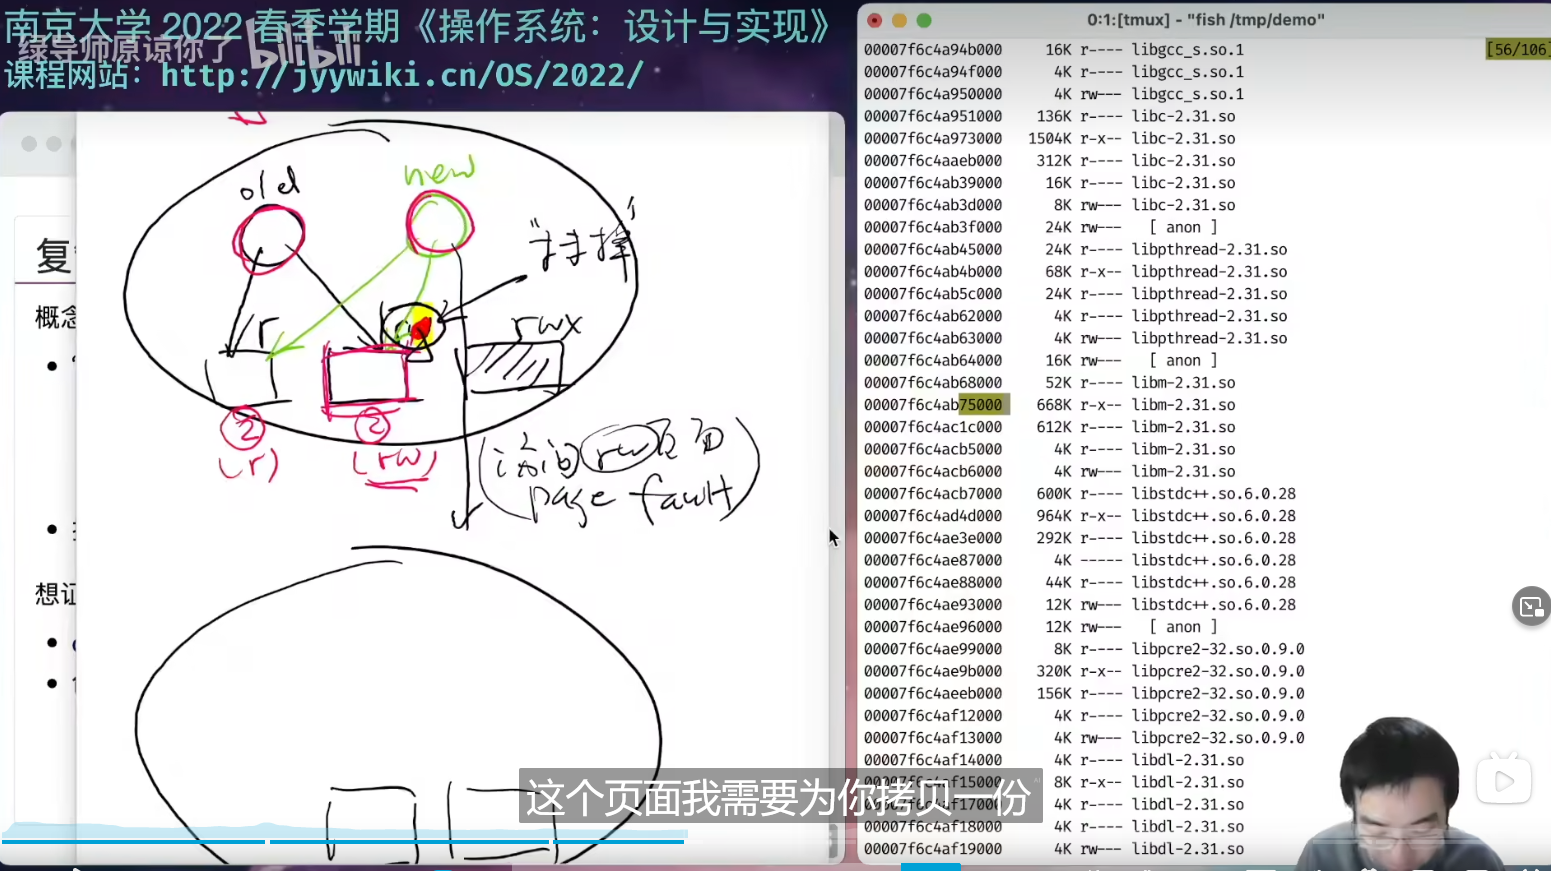 南京大学 2022 春季学期《操作系统：设计与实现》
绿导师原谅你了 bilibili
课程网站：http://jyywiki.cn/OS/2022/
old
new
r
rwx
②
②
(r)
(rw)
page fault
概念
想证
这个页面我需要为你拷贝一份
0:1:[tmux] - "fish /tmp/demo"
[56/106]
00007f6c4a94b000 16K r---- libgcc_s.so.1
00007f6c4a94f000 4K r---- libgcc_s.so.1
00007f6c4a950000 4K rw--- libgcc_s.so.1
00007f6c4a951000 136K r---- libc-2.31.so
00007f6c4a973000 1504K r-x-- libc-2.31.so
00007f6c4aaeb000 312K r---- libc-2.31.so
00007f6c4ab39000 16K r---- libc-2.31.so
00007f6c4ab3d000 8K rw--- libc-2.31.so
00007f6c4ab3f000 24K rw--- [ anon ]
00007f6c4ab45000 24K r---- libpthread-2.31.so
00007f6c4ab4b000 68K r-x-- libpthread-2.31.so
00007f6c4ab5c000 24K r---- libpthread-2.31.so
00007f6c4ab62000 4K r---- libpthread-2.31.so
00007f6c4ab63000 4K rw--- libpthread-2.31.so
00007f6c4ab64000 16K rw--- [ anon ]
00007f6c4ab68000 52K r---- libm-2.31.so
00007f6c4ab75000 668K r-x-- libm-2.31.so
00007f6c4ac1c000 612K r---- libm-2.31.so
00007f6c4acb5000 4K r---- libm-2.31.so
00007f6c4acb6000 4K rw--- libm-2.31.so
00007f6c4acb7000 600K r---- libstdc++.so.6.0.28
00007f6c4ad4d000 964K r-x-- libstdc++.so.6.0.28
00007f6c4ae3e000 292K r---- libstdc++.so.6.0.28
00007f6c4ae87000 4K ----- libstdc++.so.6.0.28
00007f6c4ae88000 44K r---- libstdc++.so.6.0.28
00007f6c4ae93000 12K rw--- libstdc++.so.6.0.28
00007f6c4ae96000 12K rw--- [ anon ]
00007f6c4ae99000 8K r---- libpcre2-32.so.0.9.0
00007f6c4ae9b000 320K r-x-- libpcre2-32.so.0.9.0
00007f6c4aeeb000 156K r---- libpcre2-32.so.0.9.0
00007f6c4af12000 4K r---- libpcre2-32.so.0.9.0
00007f6c4af13000 4K rw--- libpcre2-32.so.0.9.0
00007f6c4af14000 4K r---- libdl-2.31.so
00007f6c4af15000 8K r-x-- libdl-2.31.so
00007f6c4af17000 4K r---- libdl-2.31.so
00007f6c4af18000 4K r---- libdl-2.31.so
00007f6c4af19000 4K rw--- libdl-2.31.so